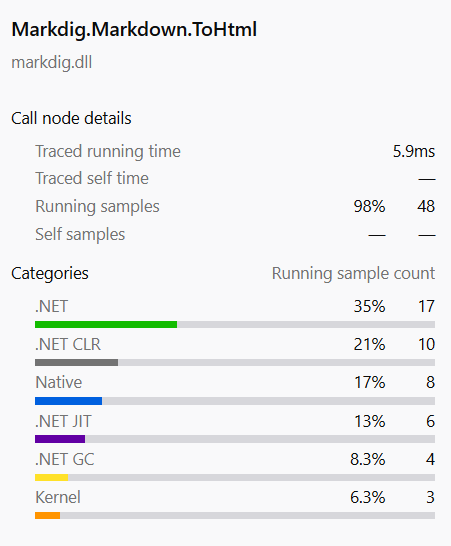 Markdig.Markdown.ToHtml
markdig.dll
Call node details
Traced running time 5.9ms
Traced self time —
Running samples 98% 48
Self samples — —
Categories Running sample count
.NET 35% 17
.NET CLR 21% 10
Native 17% 8
.NET JIT 13% 6
.NET GC 8.3% 4
Kernel 6.3% 3